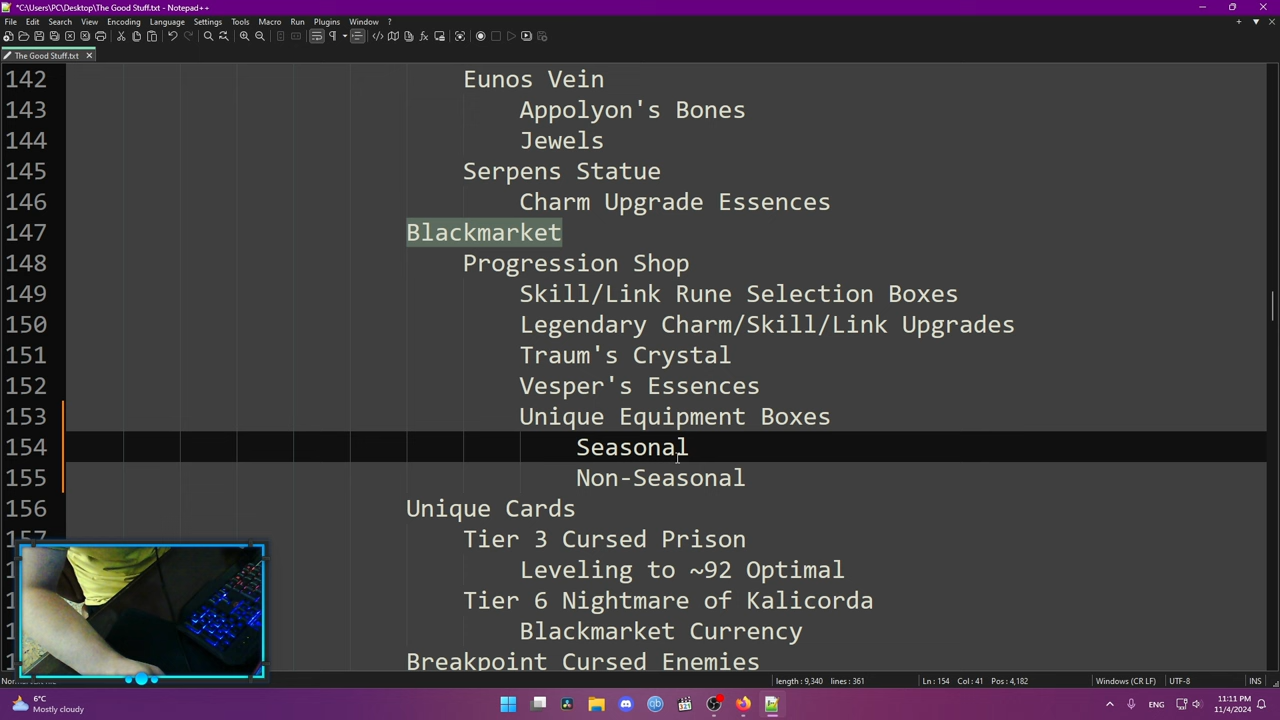 *C:\Users\PC\Desktop\The Good Stuff.txt - Notepad++
File Edit Search View Encoding Language Settings Tools Macro Run Plugins Window ?
The Good Stuff.txt
142 Eunos Vein
143 Appolyon's Bones
144 Jewels
145 Serpens Statue
146 Charm Upgrade Essences
147 Blackmarket
148 Progression Shop
149 Skill/Link Rune Selection Boxes
150 Legendary Charm/Skill/Link Upgrades
151 Traum's Crystal
152 Vesper's Essences
153 Unique Equipment Boxes
154 Seasonal
155 Non-Seasonal
156 Unique Cards
157 Tier 3 Cursed Prison
Leveling to ~92 Optimal
Tier 6 Nightmare of Kalicorda
Blackmarket Currency
Breakpoint Cursed Enemies
length : 9,340 lines : 361 Ln : 154 Col : 41 Pos : 4,182 Windows (CR LF) UTF-8 INS
6°C
Mostly cloudy
ENG
11:11 PM
11/4/2024